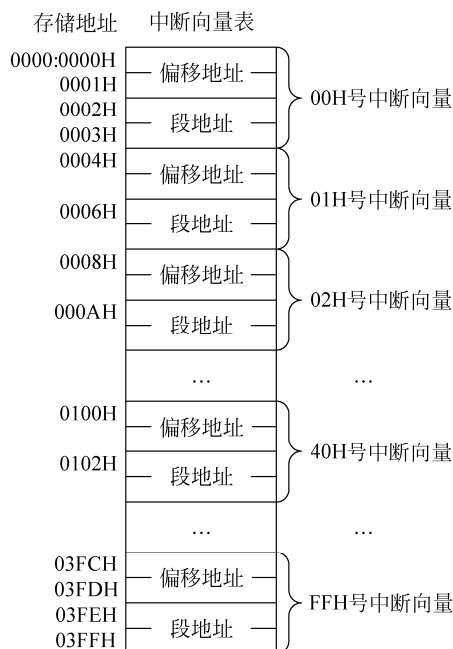 存储地址 中断向量表
0000:0000H
偏移地址
0001H
00H号中断向量
0002H
段地址
0003H
0004H
偏移地址
01H号中断向量
0006H
段地址
0008H
偏移地址
02H号中断向量
000AH
段地址
… …
0100H
偏移地址
40H号中断向量
0102H
段地址
… …
03FCH
偏移地址
03FDH
FFH号中断向量
03FEH
段地址
03FFH